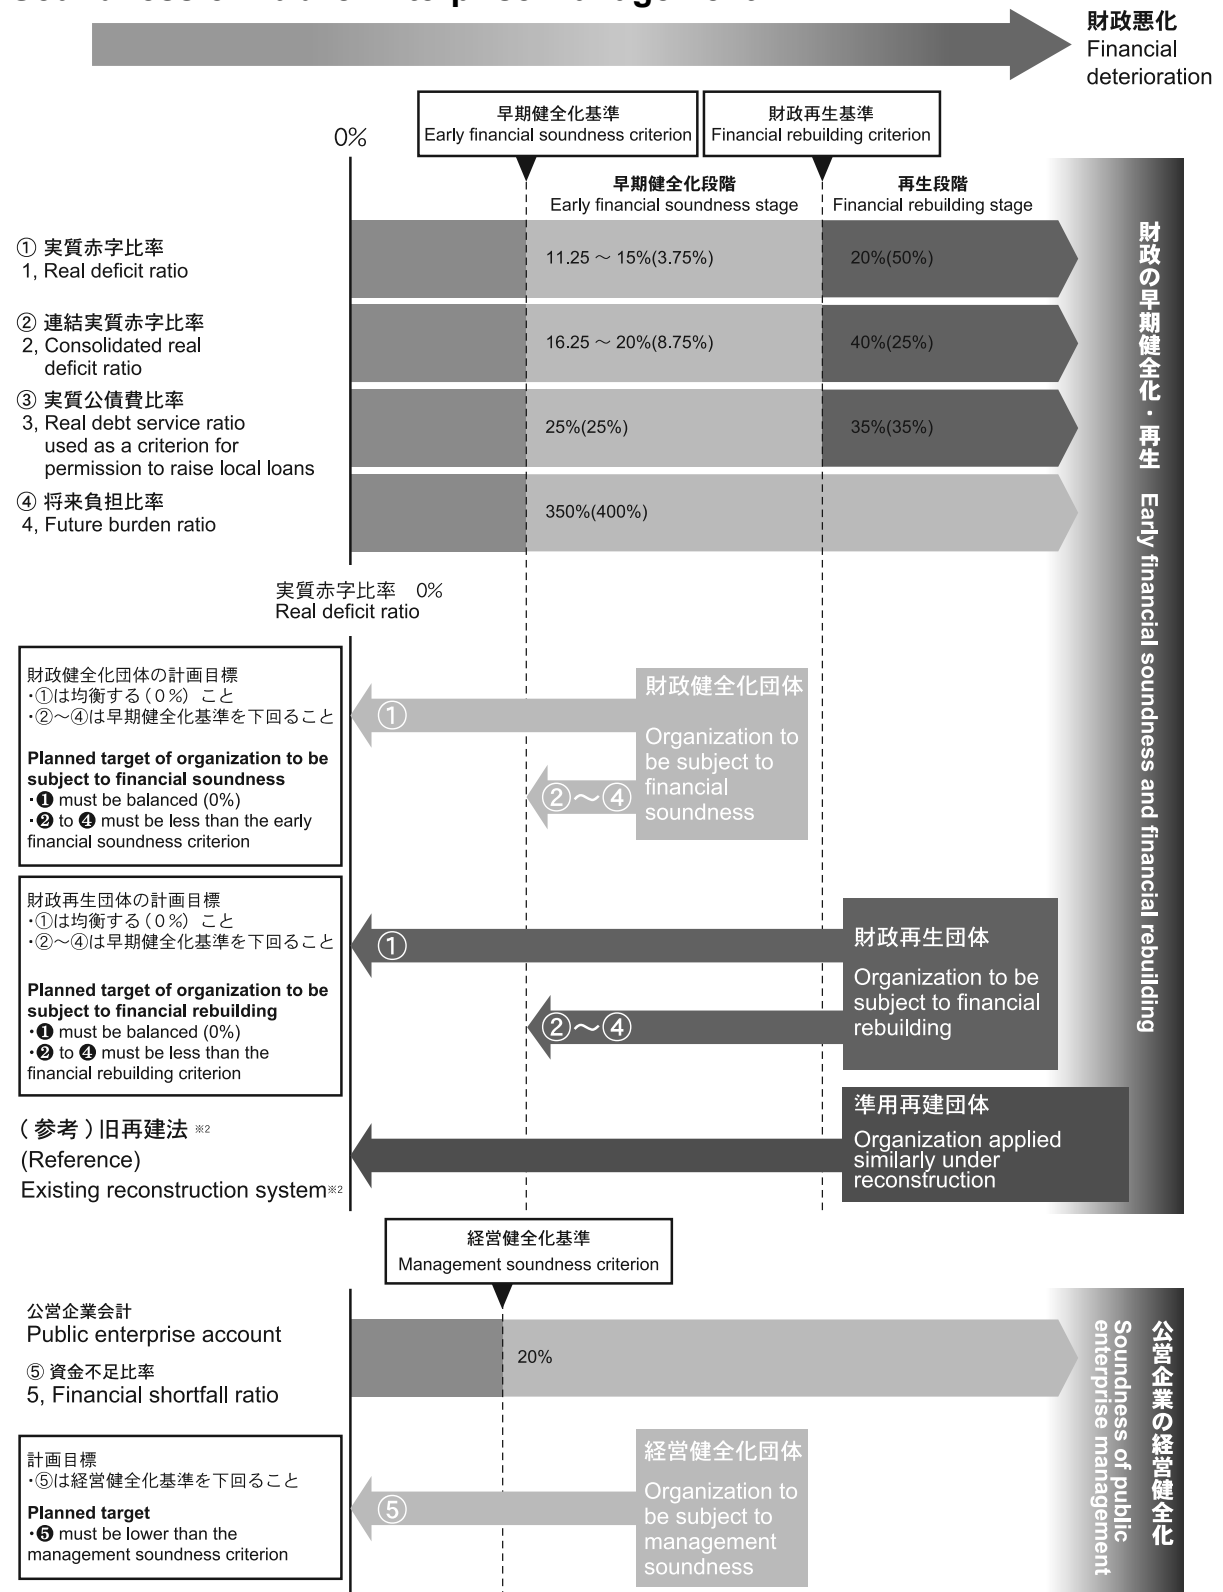 財政悪化
Financial
deterioration
早期健全化基準
Early financial soundness criterion
財政再生基準
Financial rebuilding criterion
0%
早期健全化段階
Early financial soundness stage
再生段階
Financial rebuilding stage
① 実質赤字比率
1, Real deficit ratio
11.25 ～ 15%(3.75%)
20%(50%)
② 連結実質赤字比率
2, Consolidated real
deficit ratio
16.25 ～ 20%(8.75%)
40%(25%)
③ 実質公債費比率
3, Real debt service ratio
used as a criterion for
permission to raise local loans
25%(25%)
35%(35%)
④ 将来負担比率
4, Future burden ratio
350%(400%)
財政の早期健全化・再生 Early financial soundness and financial rebuilding
実質赤字比率 0%
Real deficit ratio
財政健全化団体の計画目標
・①は均衡する（0%）こと
・②～④は早期健全化基準を下回ること
Planned target of organization to be
subject to financial soundness
・❶ must be balanced (0%)
・❷ to ❹ must be less than the early
financial soundness criterion
①
②～④
財政健全化団体
Organization to
be subject to
financial
soundness
財政再生団体の計画目標
・①は均衡する（0%）こと
・②～④は早期健全化基準を下回ること
Planned target of organization to be
subject to financial rebuilding
・❶ must be balanced (0%)
・❷ to ❹ must be less than the
financial rebuilding criterion
①
②～④
財政再生団体
Organization to be
subject to financial
rebuilding
（参考）旧再建法 ※2
(Reference)
Existing reconstruction system※2
準用再建団体
Organization applied
similarly under
reconstruction
経営健全化基準
Management soundness criterion
公営企業会計
Public enterprise account
⑤ 資金不足比率
5, Financial shortfall ratio
20%
公営企業の経営健全化
Soundness of public
enterprise management
計画目標
・⑤は経営健全化基準を下回ること
Planned target
・❺ must be lower than the
management soundness criterion
⑤
経営健全化団体
Organization to
be subject to
management
soundness